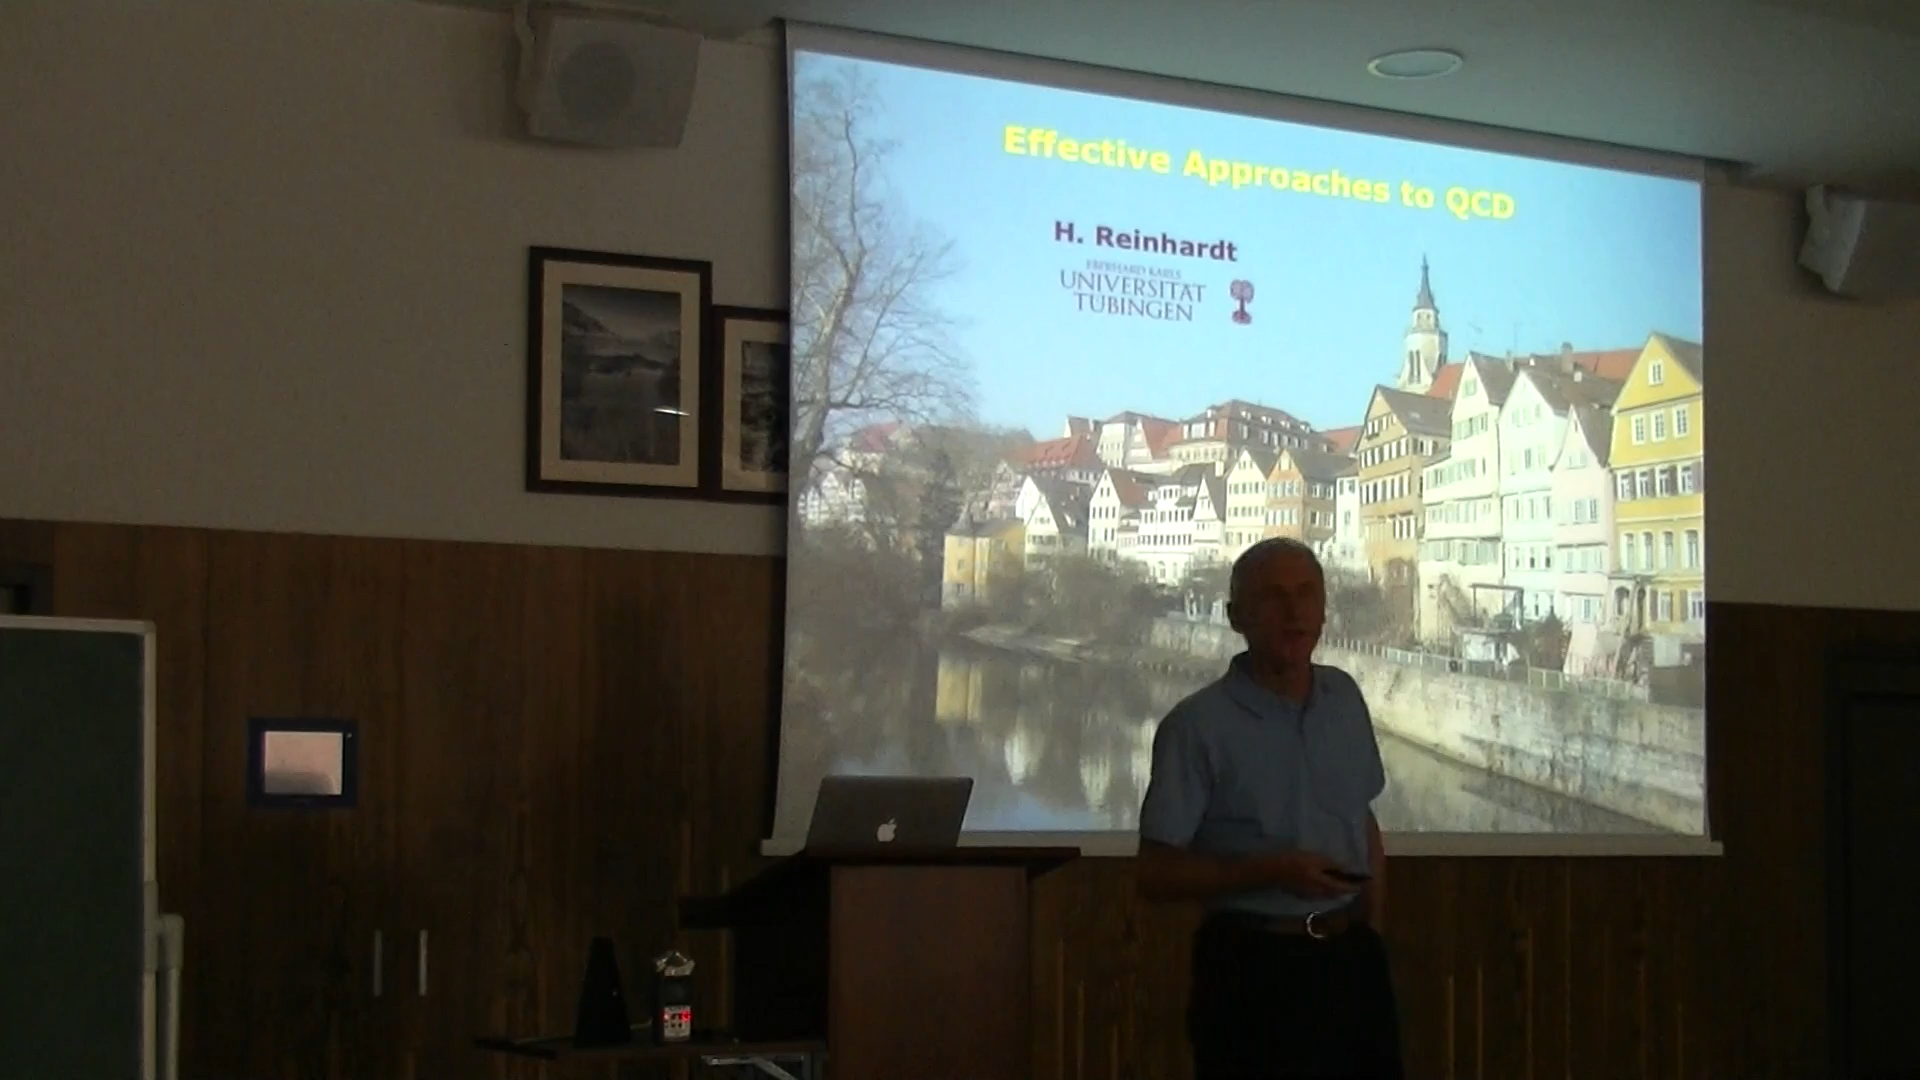 Effective Approaches to QCD
H. Reinhardt
EBERHARD KARLS
UNIVERSITÄT
TÜBINGEN